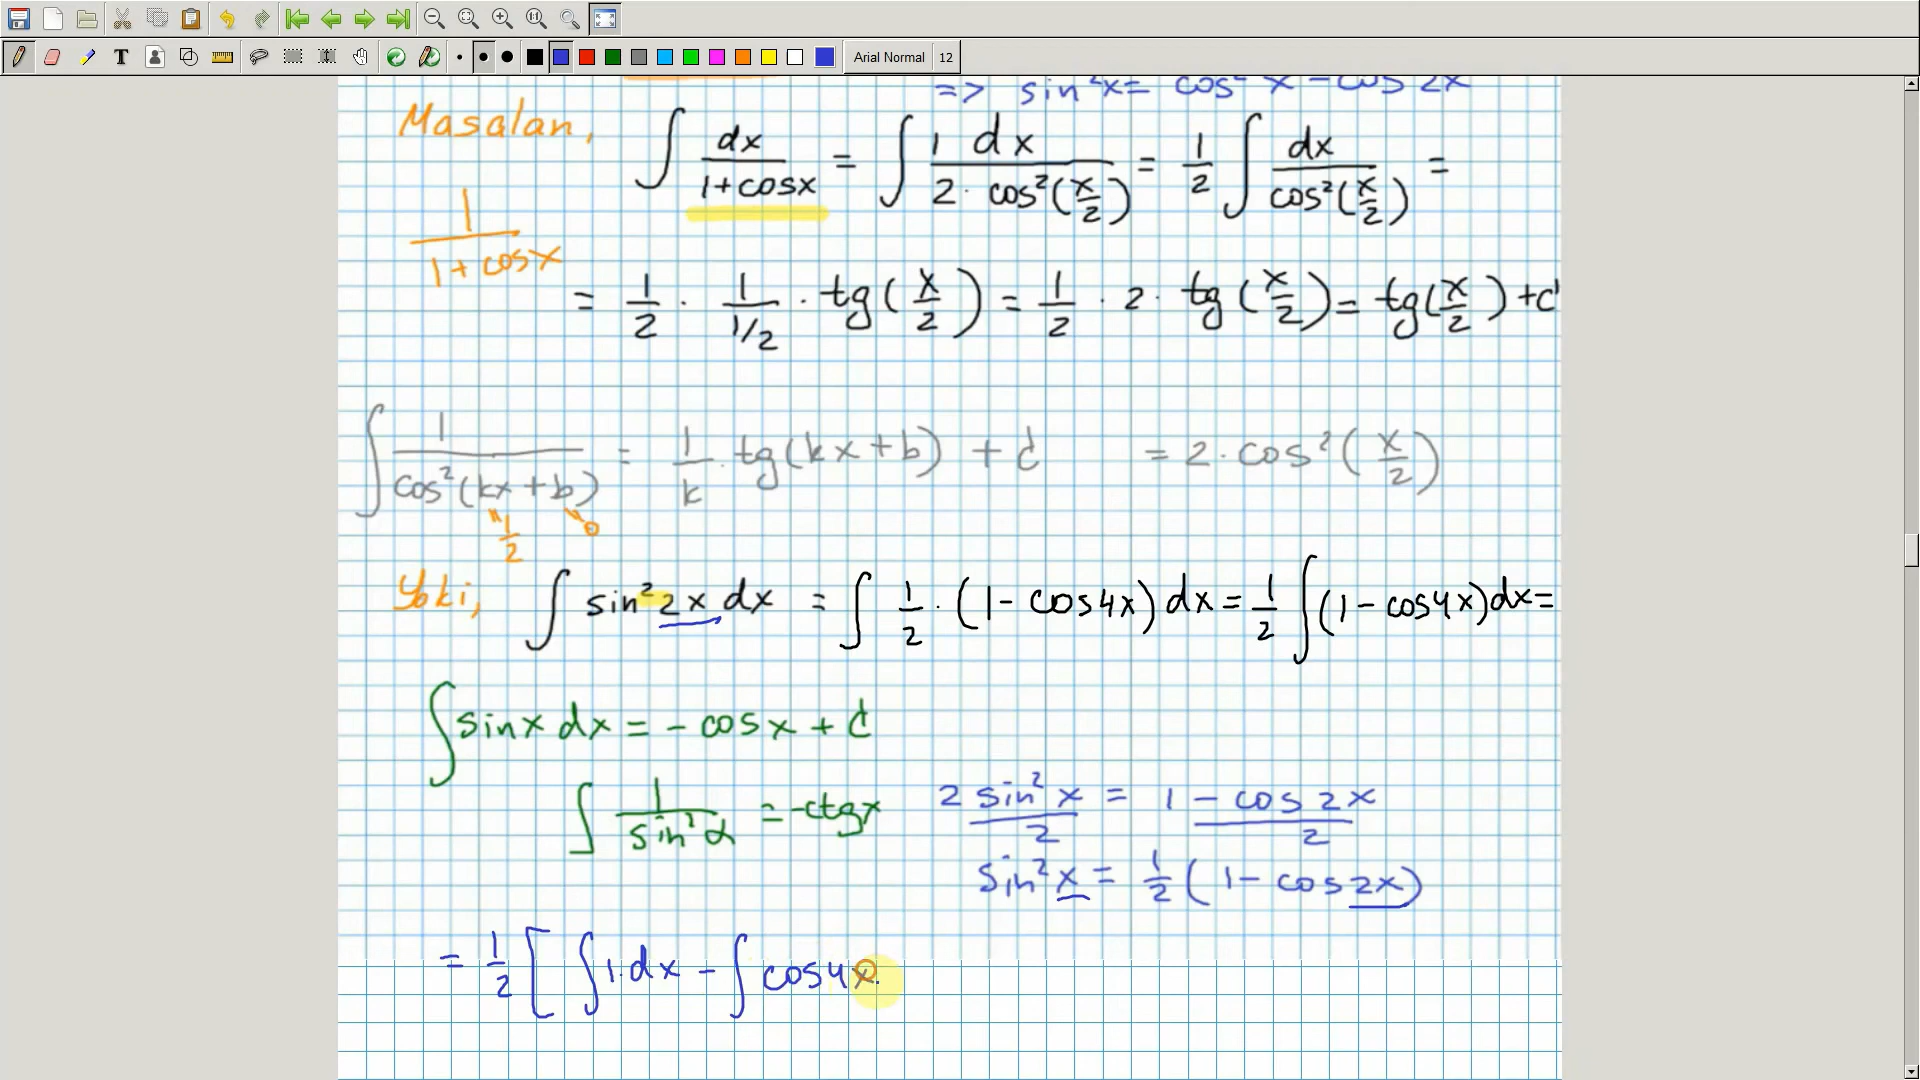 Arial Normal 12
=> sin²x = cos²x - cos2x
Masalan, ∫ dx/(1+cosx) = ∫ 1 dx/(2·cos²(x/2)) = 1/2 ∫ dx/(cos²(x/2)) =
1/(1+cosx)
= 1/2 · 1/(1/2) · tg(x/2) = 1/2 · 2 · tg(x/2) = tg(x/2) + C
∫ 1/(cos²(kx+b)) = 1/k · tg(kx+b) + C = 2·cos²(x/2)
1/2 0
Yoki, ∫ sin²2x dx = ∫ 1/2 · (1 - cos4x) dx = 1/2 ∫ (1 - cos4x) dx =
∫ sinx dx = - cosx + C
∫ 1/(sin²α) = -ctgx
2sin²x/2 = 1 - cos2x/2
sin²x = 1/2 (1 - cos2x)
= 1/2 [ ∫ 1·dx - ∫ cos4x